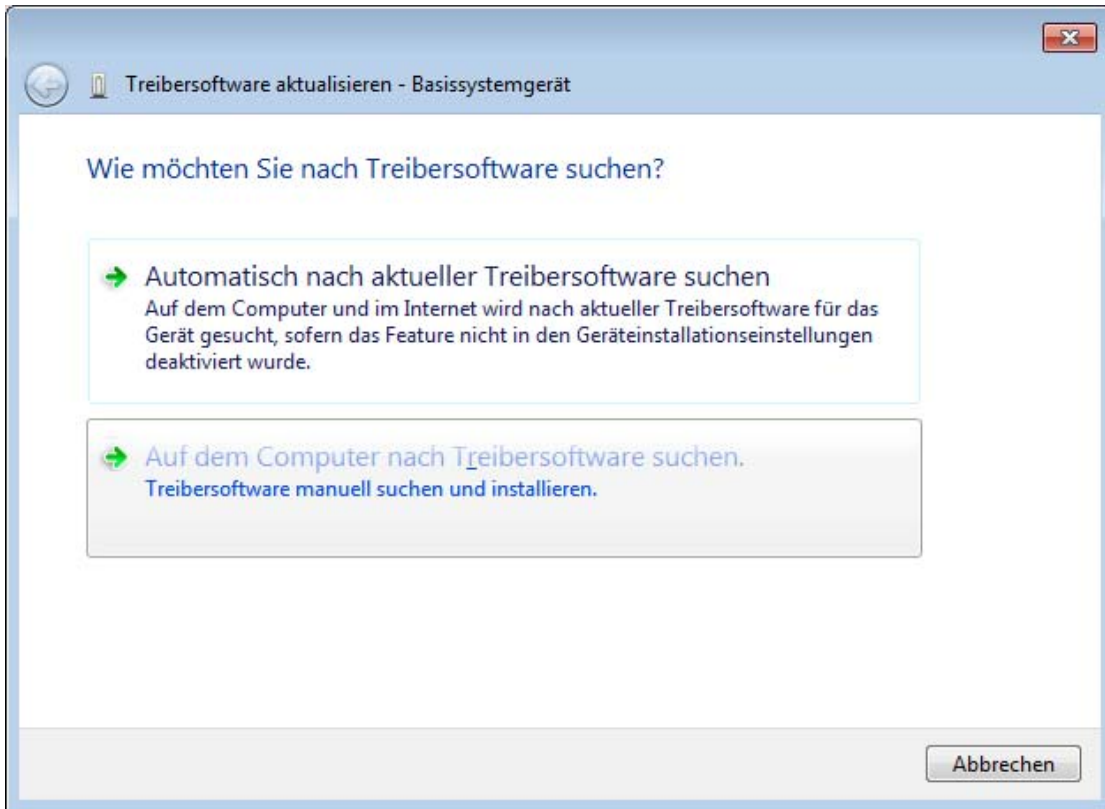 Treibersoftware aktualisieren - Basissystemgerät
Wie möchten Sie nach Treibersoftware suchen?
Automatisch nach aktueller Treibersoftware suchen
Auf dem Computer und im Internet wird nach aktueller Treibersoftware für das
Gerät gesucht, sofern das Feature nicht in den Geräteinstallationseinstellungen
deaktiviert wurde.
Auf dem Computer nach Treibersoftware suchen.
Treibersoftware manuell suchen und installieren.
Abbrechen